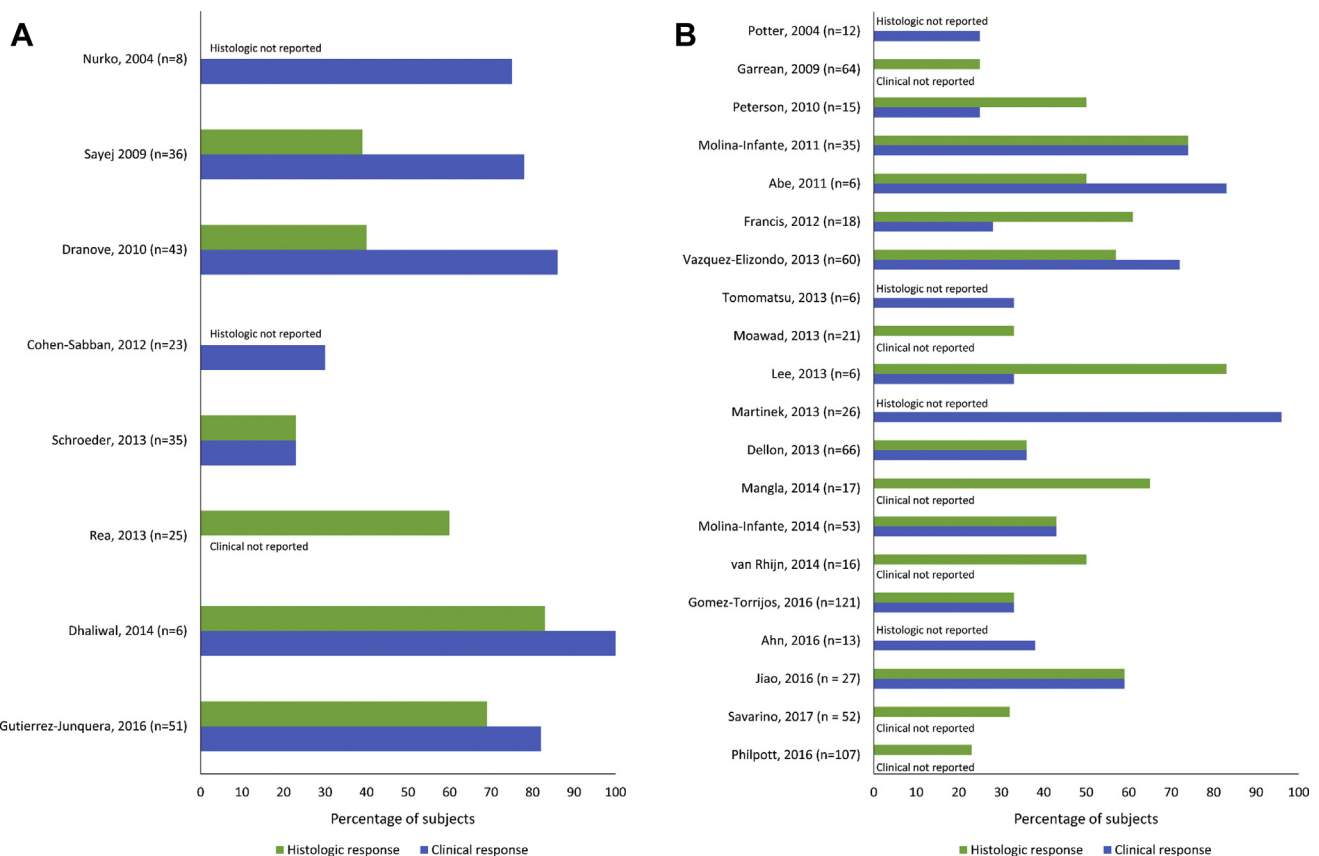 A
Nurko, 2004 (n=8)
Histologic not reported
Sayej 2009 (n=36)
Dranove, 2010 (n=43)
Cohen-Sabban, 2012 (n=23)
Histologic not reported
Schroeder, 2013 (n=35)
Rea, 2013 (n=25)
Clinical not reported
Dhaliwal, 2014 (n=6)
Gutierrez-Junquera, 2016 (n=51)
0 10 20 30 40 50 60 70 80 90 100
Percentage of subjects
Histologic response Clinical response
B
Potter, 2004 (n=12)
Histologic not reported
Garrean, 2009 (n=64)
Clinical not reported
Peterson, 2010 (n=15)
Molina-Infante, 2011 (n=35)
Abe, 2011 (n=6)
Francis, 2012 (n=18)
Vazquez-Elizondo, 2013 (n=60)
Tomomatsu, 2013 (n=6)
Histologic not reported
Moawad, 2013 (n=21)
Clinical not reported
Lee, 2013 (n=6)
Martinek, 2013 (n=26)
Histologic not reported
Dellon, 2013 (n=66)
Mangla, 2014 (n=17)
Clinical not reported
Molina-Infante, 2014 (n=53)
van Rhijn, 2014 (n=16)
Clinical not reported
Gomez-Torrijos, 2016 (n=121)
Ahn, 2016 (n=13)
Histologic not reported
Jiao, 2016 (n = 27)
Savarino, 2017 (n = 52)
Clinical not reported
Philpott, 2016 (n=107)
Clinical not reported
0 10 20 30 40 50 60 70 80 90 100
Percentage of subjects
Histologic response Clinical response